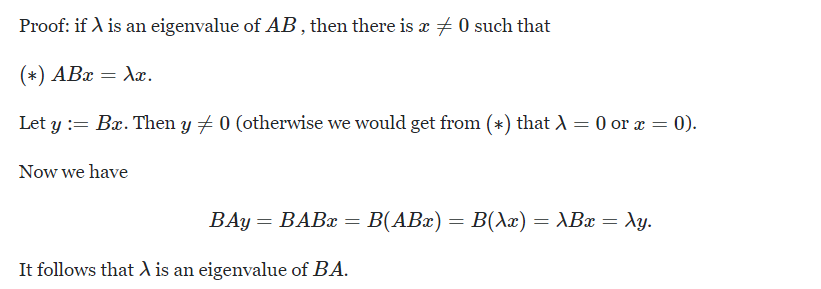 Proof: if λ is an eigenvalue of AB , then there is x ≠ 0 such that
(∗) ABx = λx.
Let y := Bx. Then y ≠ 0 (otherwise we would get from (∗) that λ = 0 or x = 0).
Now we have
BAy = BABx = B(ABx) = B(λx) = λBx = λy.
It follows that λ is an eigenvalue of BA.